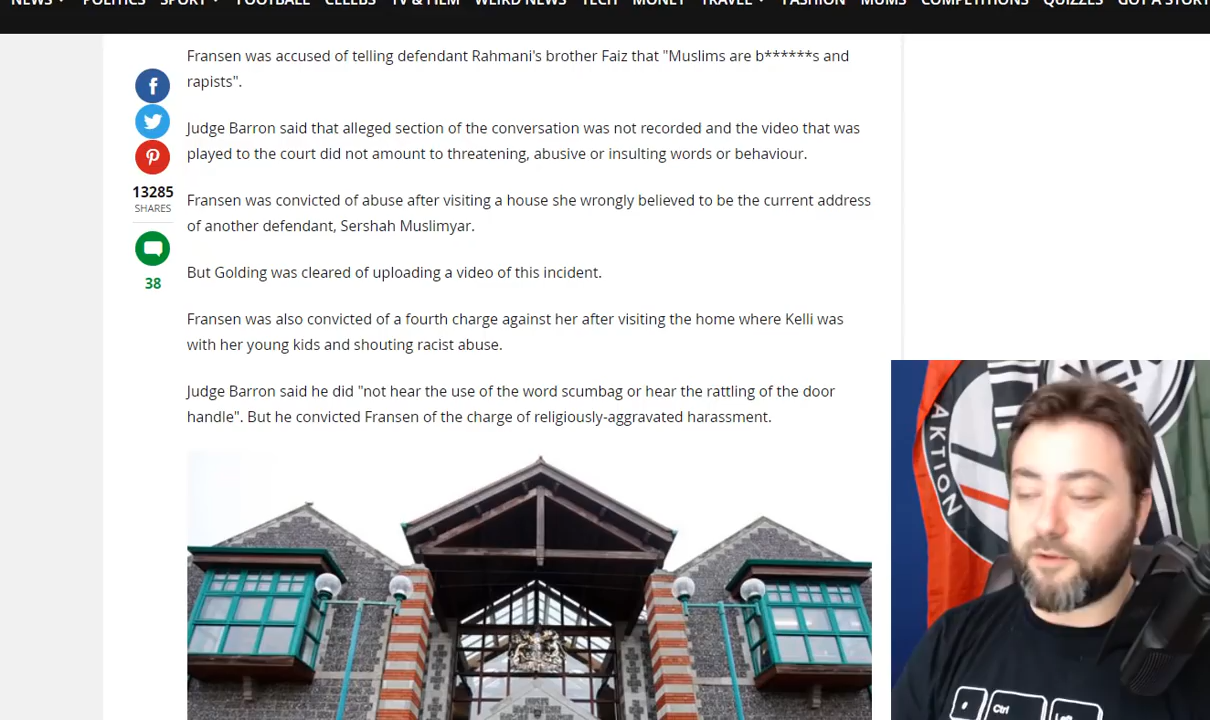 NEWS POLITICS SPORT FOOTBALL CELEBS TV & FILM WEIRD NEWS TECH MONEY TRAVEL FASHION MUMS COMPETITIONS QUIZZES GOT A STORY
Fransen was accused of telling defendant Rahmani's brother Faiz that "Muslims are b******s and
rapists".
Judge Barron said that alleged section of the conversation was not recorded and the video that was
played to the court did not amount to threatening, abusive or insulting words or behaviour.
13285
SHARES
Fransen was convicted of abuse after visiting a house she wrongly believed to be the current address
of another defendant, Sershah Muslimyar.
38
But Golding was cleared of uploading a video of this incident.
Fransen was also convicted of a fourth charge against her after visiting the home where Kelli was
with her young kids and shouting racist abuse.
Judge Barron said he did "not hear the use of the word scumbag or hear the rattling of the door
handle". But he convicted Fransen of the charge of religiously-aggravated harassment.
AKTION
Ctrl